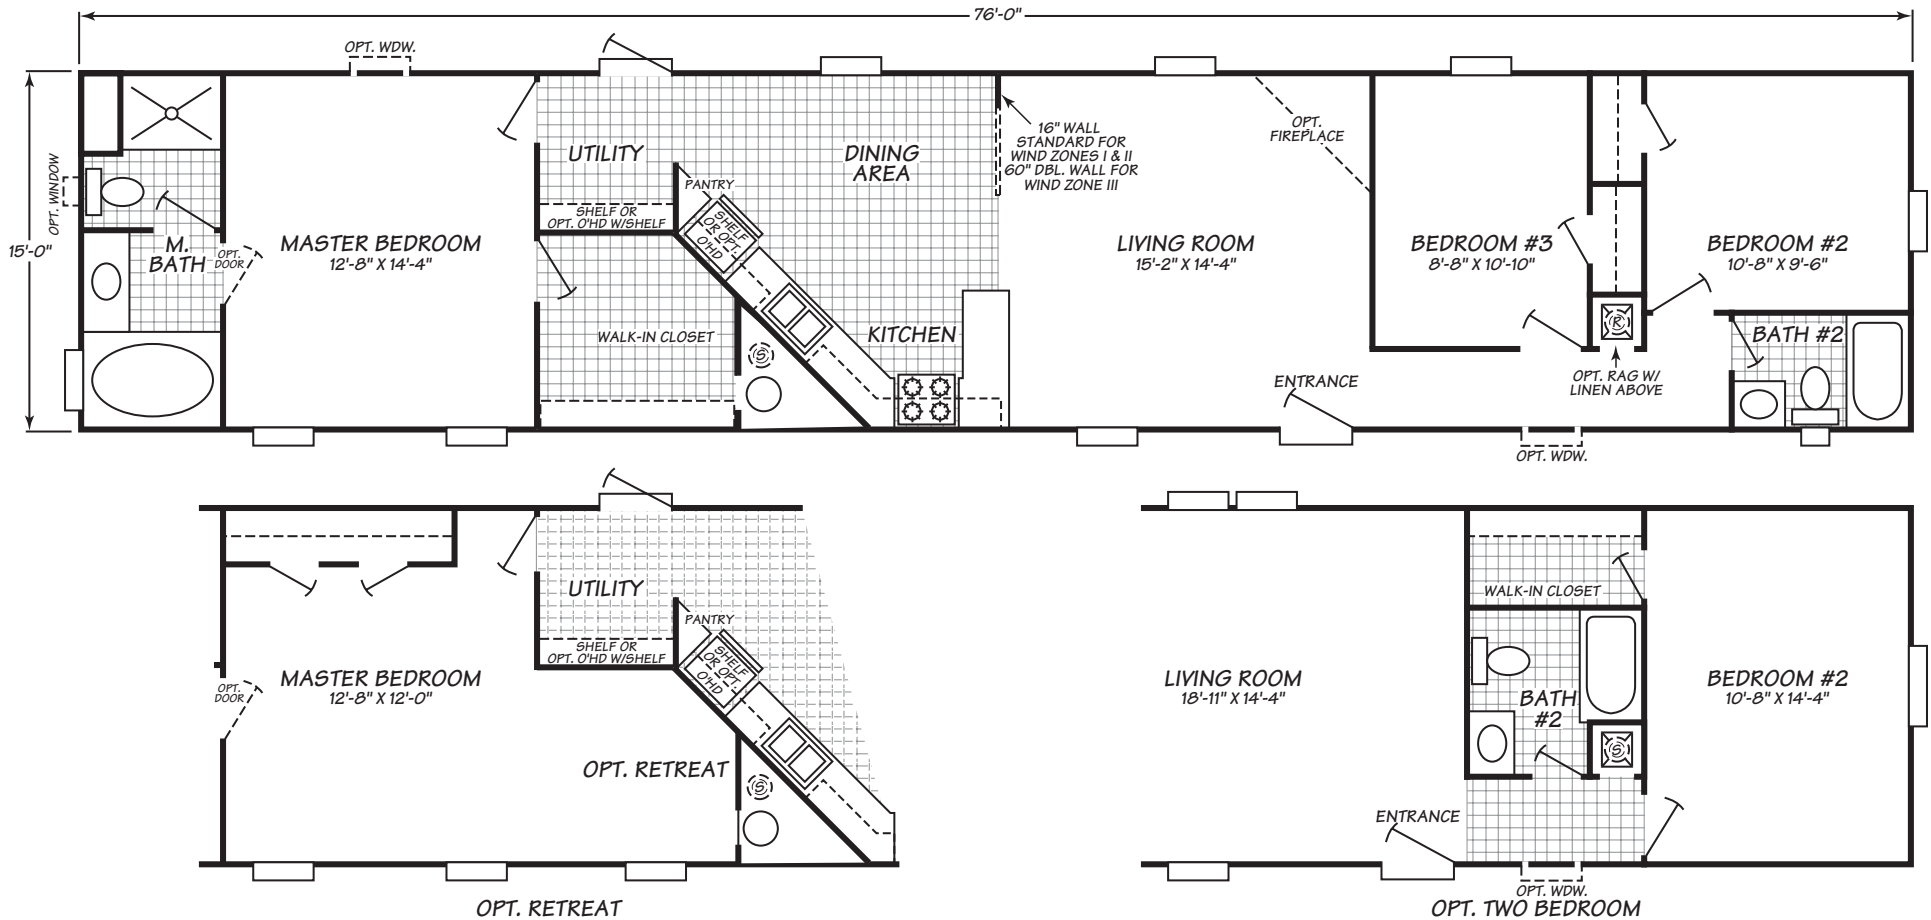 76'-0"
OPT. WDW.
15'-0"
OPT. WINDOW
M.
BATH
OPT.
DOOR
MASTER BEDROOM
12'-8" X 14'-4"
UTILITY
SHELF OR
OPT. O'HD W/SHELF
PANTRY
SHELF
OR OPT.
O'HD
WALK-IN CLOSET
S
DINING
AREA
KITCHEN
16" WALL
STANDARD FOR
WIND ZONES I & II
60" DBL. WALL FOR
WIND ZONE III
OPT.
FIREPLACE
LIVING ROOM
15'-2" X 14'-4"
ENTRANCE
BEDROOM #3
8'-8" X 10'-10"
R
OPT. RAG W/
LINEN ABOVE
BEDROOM #2
10'-8" X 9'-6"
BATH #2
OPT. WDW.
OPT.
DOOR
MASTER BEDROOM
12'-8" X 12'-0"
UTILITY
SHELF OR
OPT. O'HD W/SHELF
PANTRY
SHELF
OR OPT.
O'HD
OPT. RETREAT
S
OPT. RETREAT
LIVING ROOM
18'-11" X 14'-4"
ENTRANCE
WALK-IN CLOSET
BATH
#2
S
BEDROOM #2
10'-8" X 14'-4"
OPT. WDW.
OPT. TWO BEDROOM